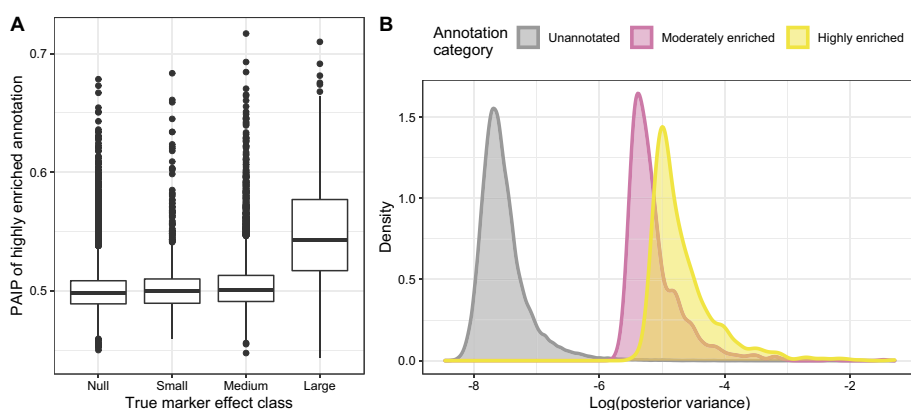 A
PAIP of highly enriched annotation
0.7
0.6
0.5
Null Small Medium Large
True marker effect class
B
Annotation category
Unannotated
Moderately enriched
Highly enriched
Density
1.5
1.0
0.5
0.0
-8 -6 -4 -2
Log(posterior variance)